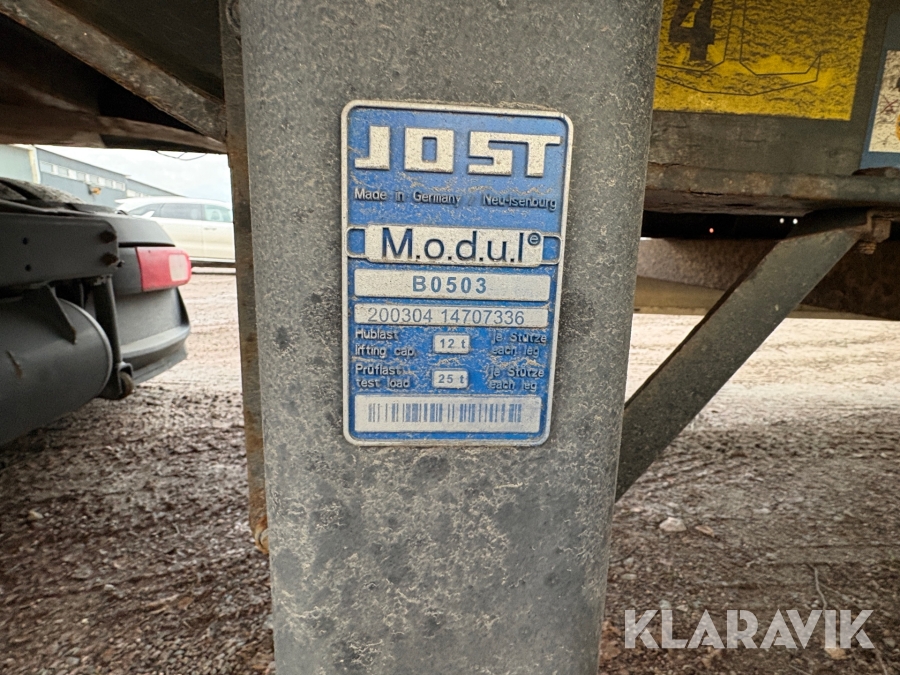 4
JOST
Made in Germany / Neu-Isenburg
M.o.d.u.l®
B0503
200304 14707336
Hublast 12 t je Stütze
lifting cap each leg
Prüflast 25 t je Stütze
test load each leg
KLARAVIK